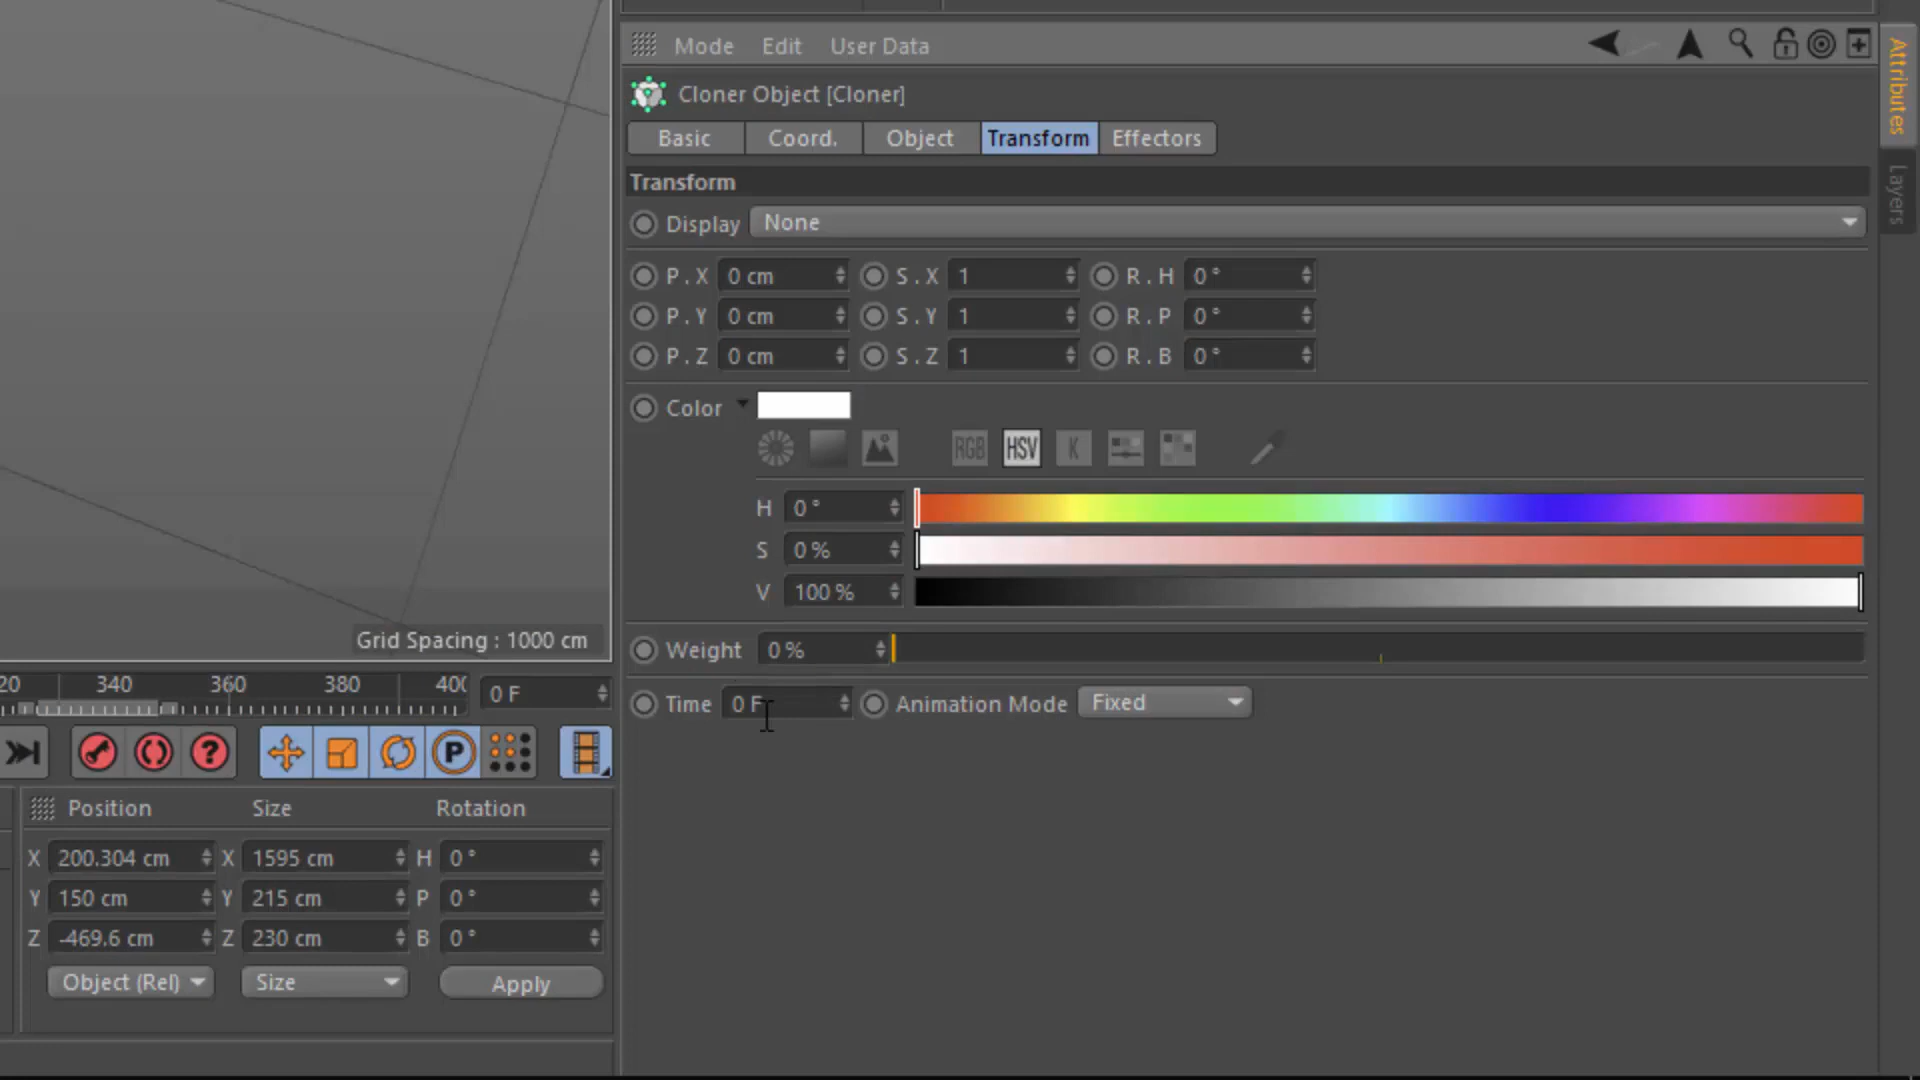 Mode Edit User Data
Cloner Object [Cloner]
Basic Coord. Object Transform Effectors
Transform
Display None
P . X 0 cm S . X 1 R . H 0 °
P . Y 0 cm S . Y 1 R . P 0 °
P . Z 0 cm S . Z 1 R . B 0 °
Color
RGB HSV K
H 0 °
S 0 %
V 100 %
Weight 0 %
Time 0 F Animation Mode Fixed
Attributes
Layers
Grid Spacing : 1000 cm
20 340 360 380 400 0 F
? P
Position Size Rotation
X 200.304 cm X 1595 cm H 0 °
Y 150 cm Y 215 cm P 0 °
Z -469.6 cm Z 230 cm B 0 °
Object (Rel) Size Apply